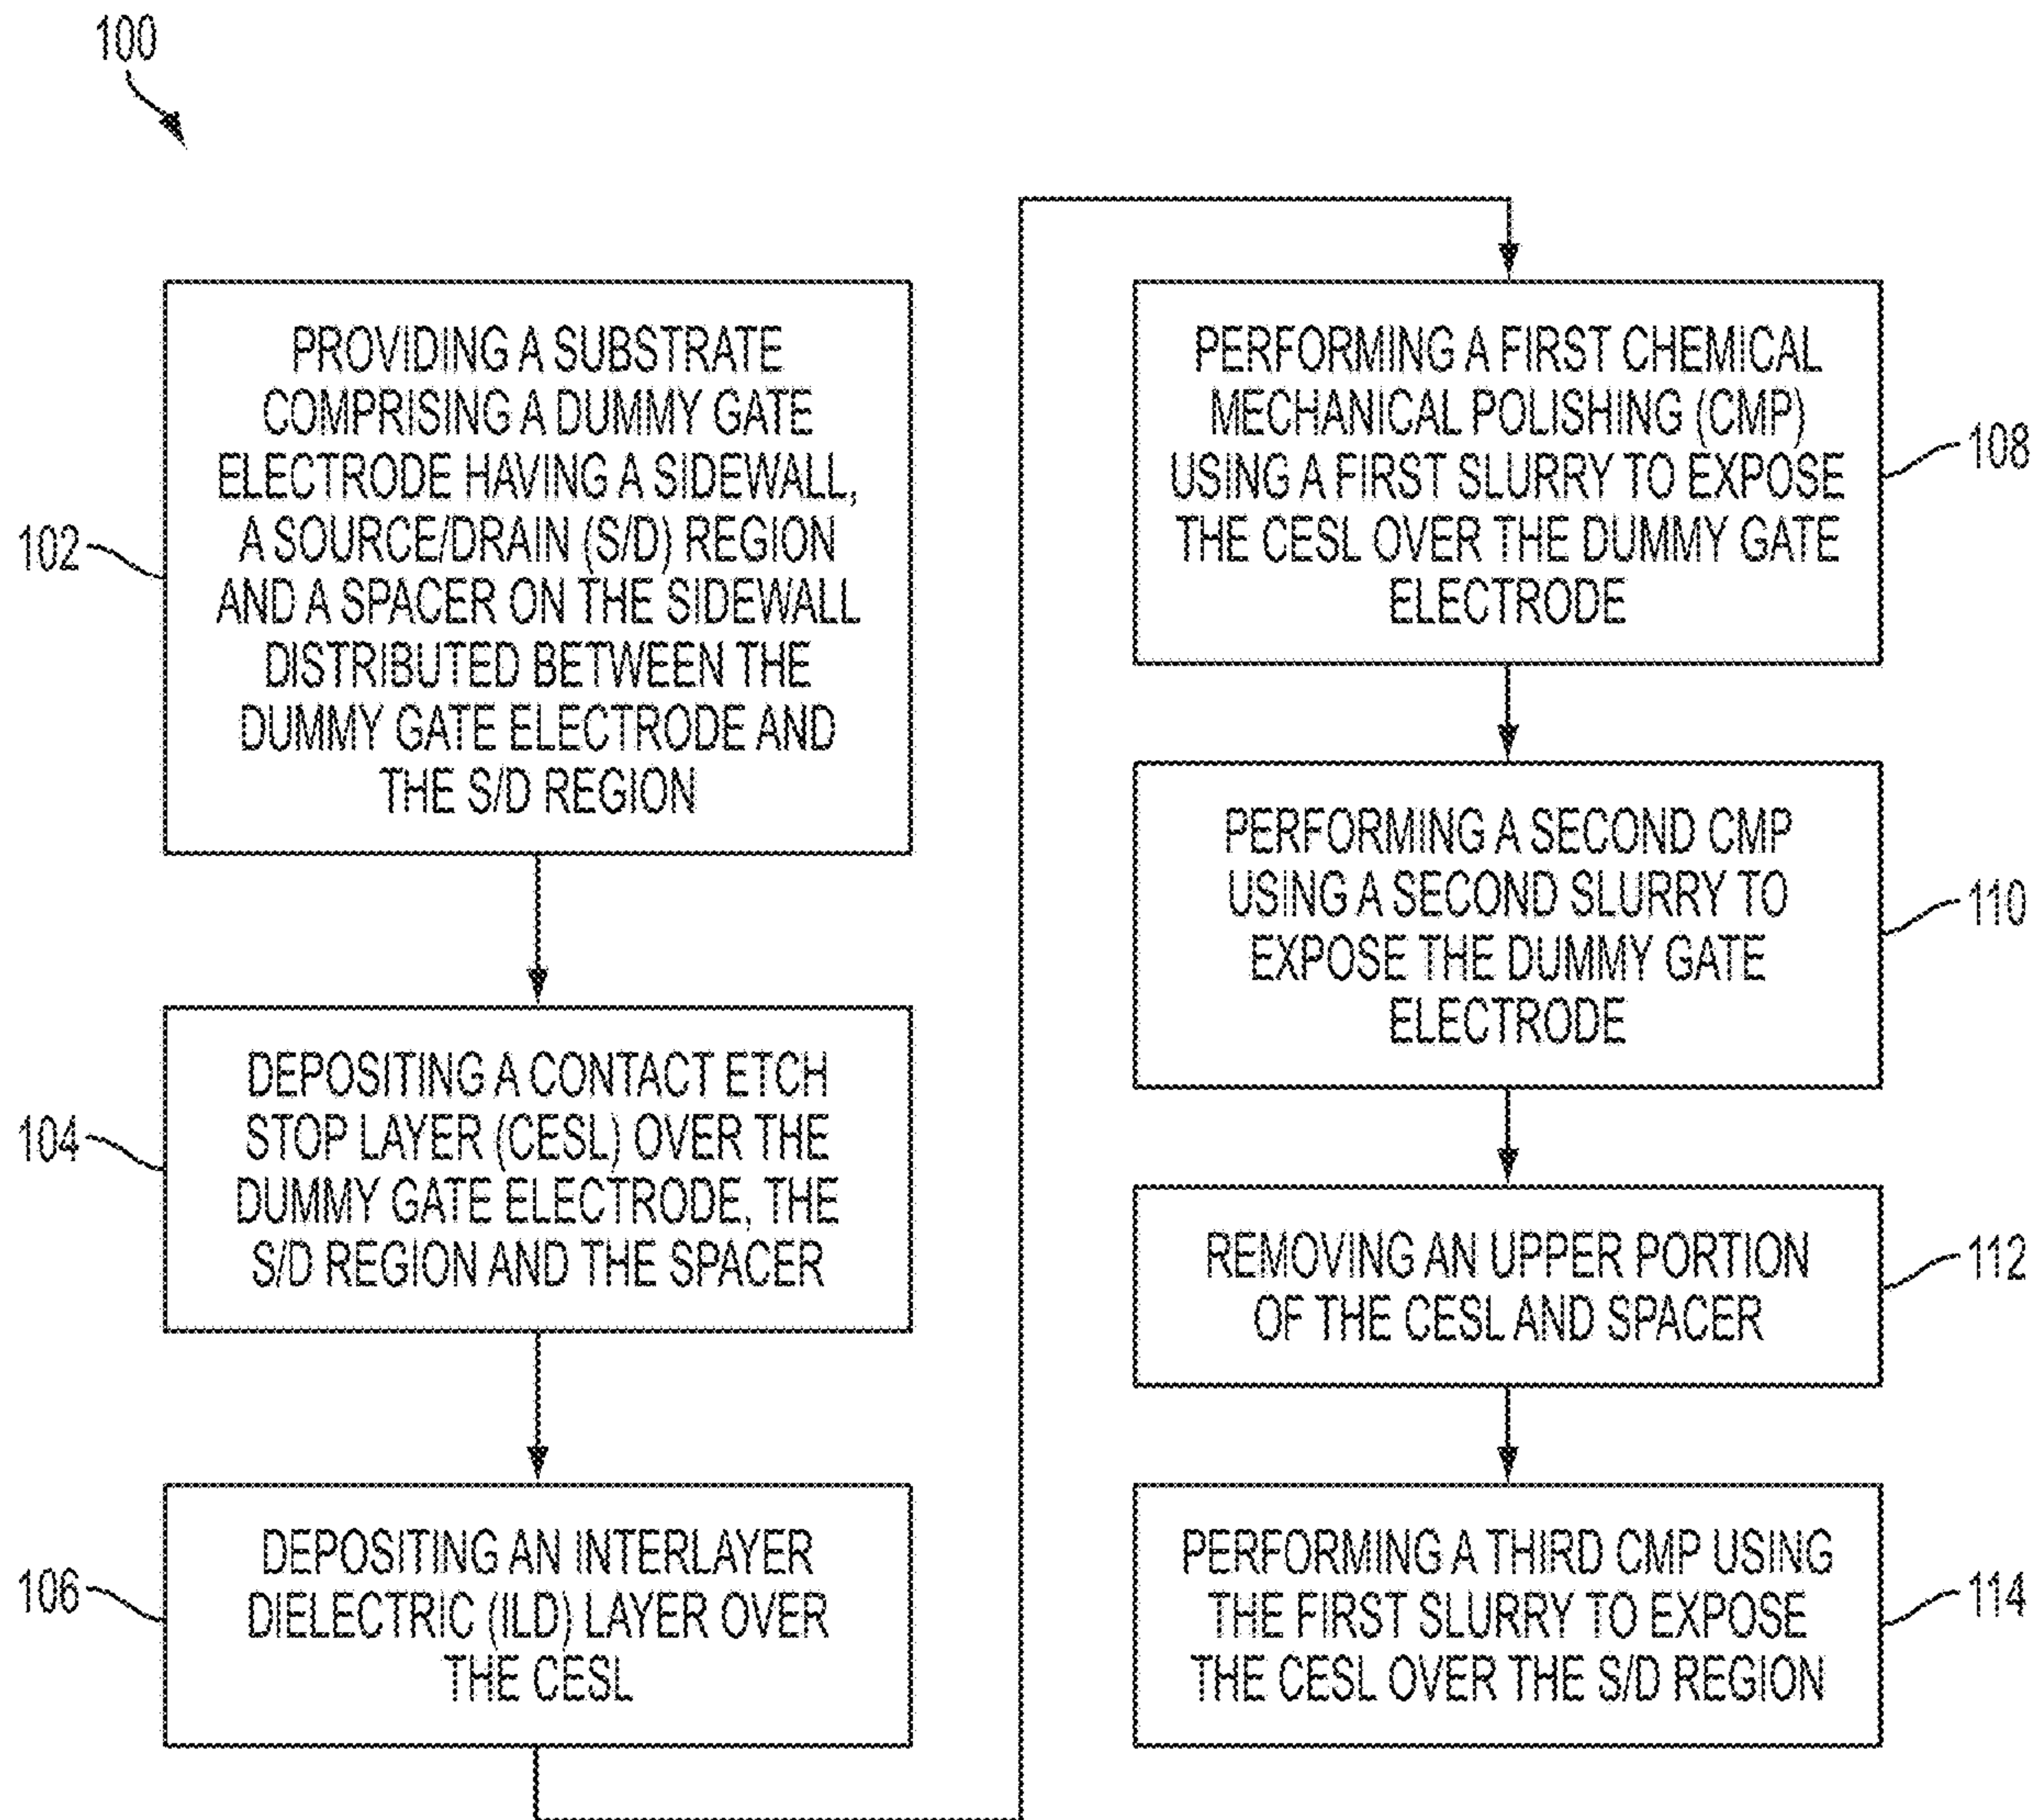 100
PROVIDING A SUBSTRATE
COMPRISING A DUMMY GATE
ELECTRODE HAVING A SIDEWALL,
A SOURCE/DRAIN (S/D) REGION
AND A SPACER ON THE SIDEWALL
DISTRIBUTED BETWEEN THE
DUMMY GATE ELECTRODE AND
THE S/D REGION
102
DEPOSITING A CONTACT ETCH
STOP LAYER (CESL) OVER THE
DUMMY GATE ELECTRODE, THE
S/D REGION AND THE SPACER
104
DEPOSITING AN INTERLAYER
DIELECTRIC (ILD) LAYER OVER
THE CESL
106
PERFORMING A FIRST CHEMICAL
MECHANICAL POLISHING (CMP)
USING A FIRST SLURRY TO EXPOSE
THE CESL OVER THE DUMMY GATE
ELECTRODE
108
PERFORMING A SECOND CMP
USING A SECOND SLURRY TO
EXPOSE THE DUMMY GATE
ELECTRODE
110
REMOVING AN UPPER PORTION
OF THE CESL AND SPACER
112
PERFORMING A THIRD CMP USING
THE FIRST SLURRY TO EXPOSE
THE CESL OVER THE S/D REGION
114